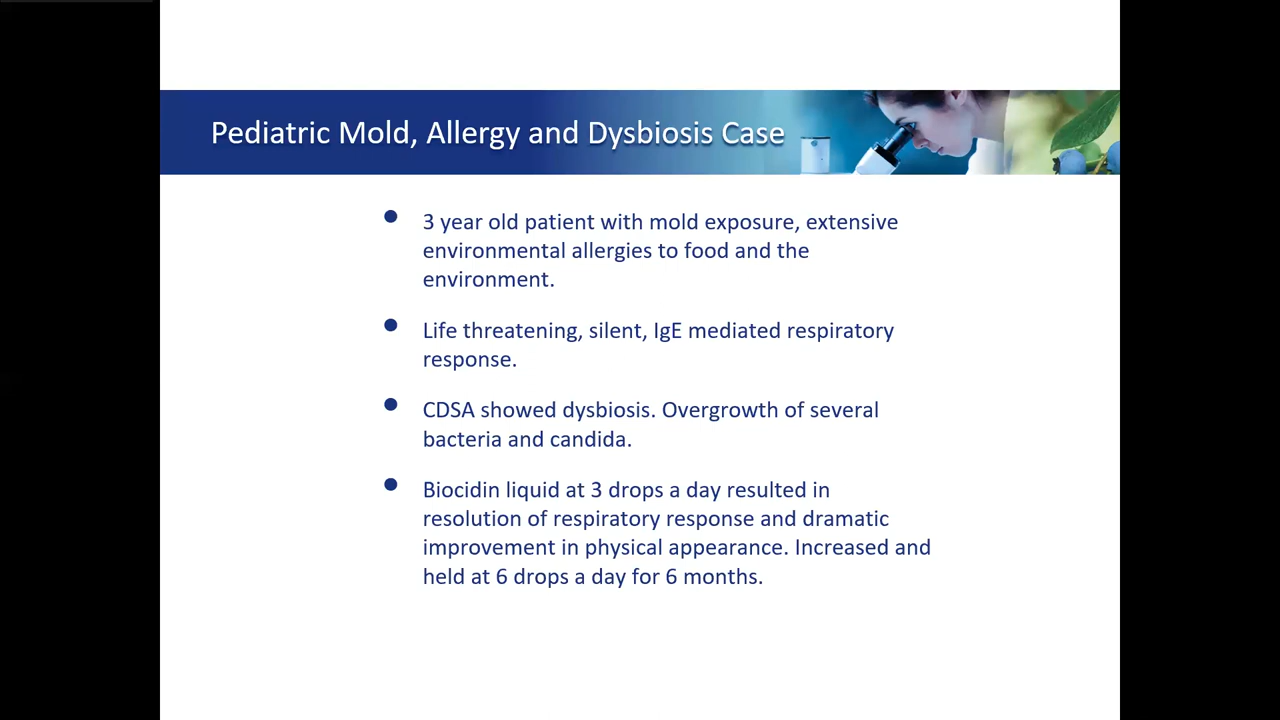 Pediatric Mold, Allergy and Dysbiosis Case
3 year old patient with mold exposure, extensive
environmental allergies to food and the
environment.
Life threatening, silent, IgE mediated respiratory
response.
CDSA showed dysbiosis. Overgrowth of several
bacteria and candida.
Biocidin liquid at 3 drops a day resulted in
resolution of respiratory response and dramatic
improvement in physical appearance. Increased and
held at 6 drops a day for 6 months.